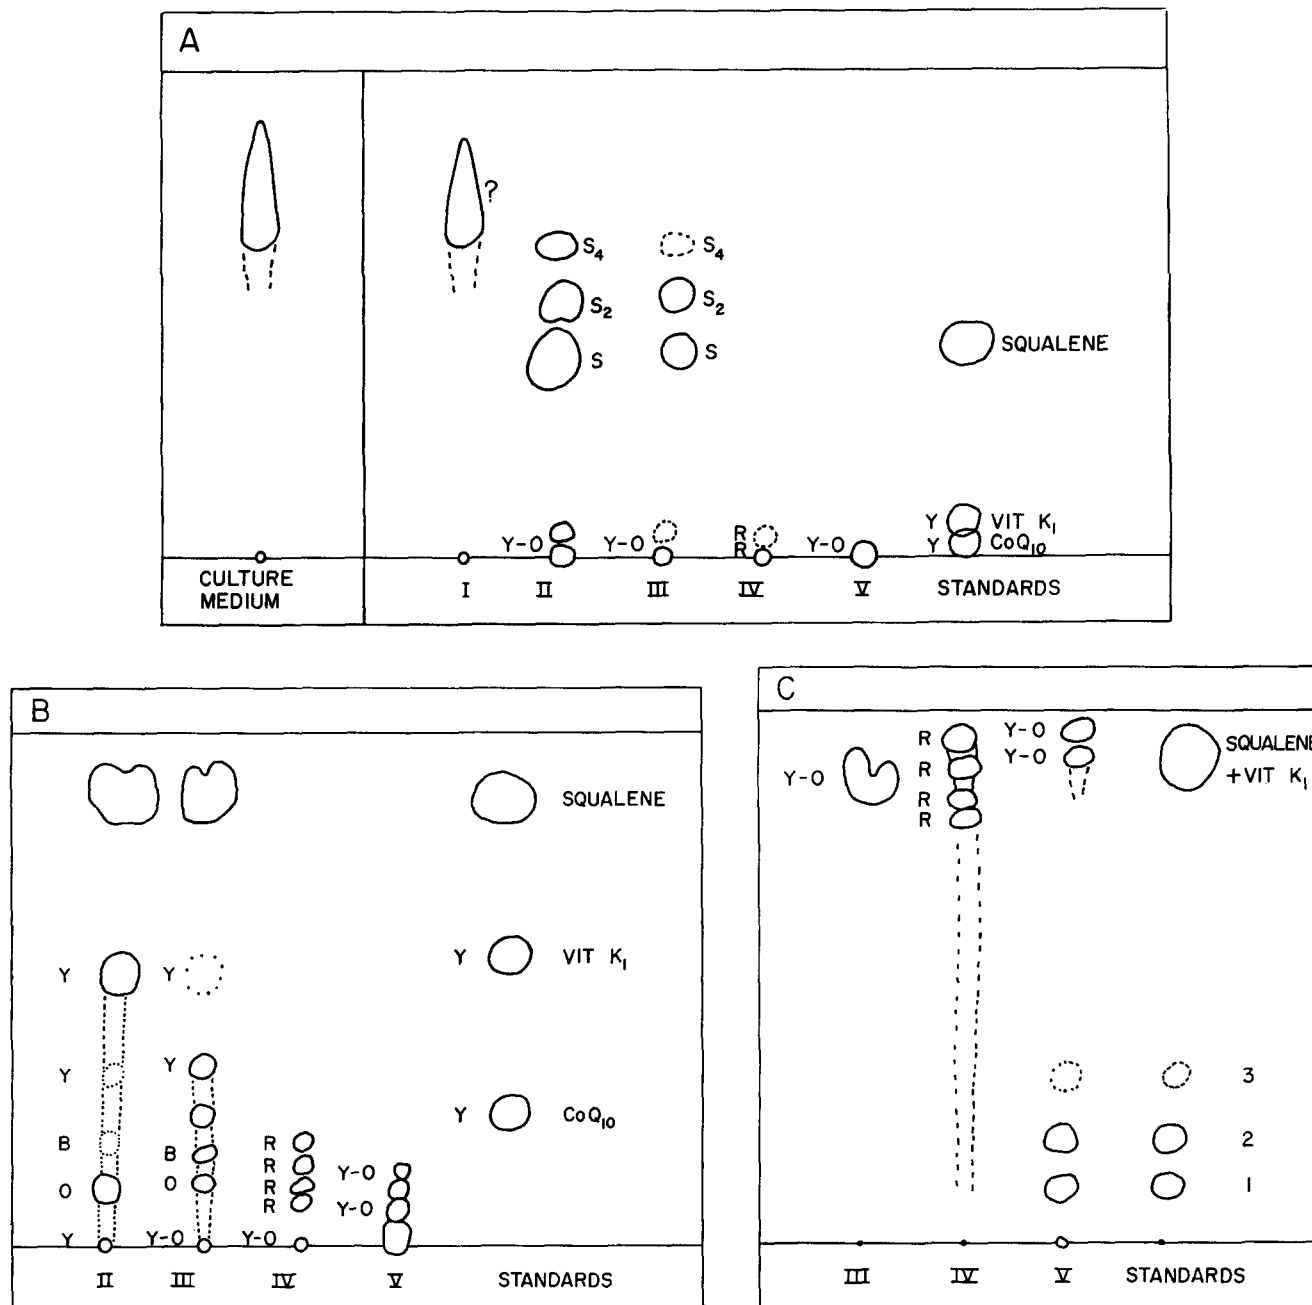 A
?
S₄ S₄
S₂ S₂
S S SQUALENE
Y VIT K₁
Y-O Y-O R R Y-O Y CoQ₁₀
CULTURE MEDIUM
I II III IV V STANDARDS
B
SQUALENE
Y Y Y VIT K₁
Y Y
Y CoQ₁₀
B B R R Y-O
O O R R Y-O
Y Y-O Y-O
II III IV V STANDARDS
C
R Y-O SQUALENE
Y-O R Y-O +VIT K₁
R
R
3
2
1
III IV V STANDARDS